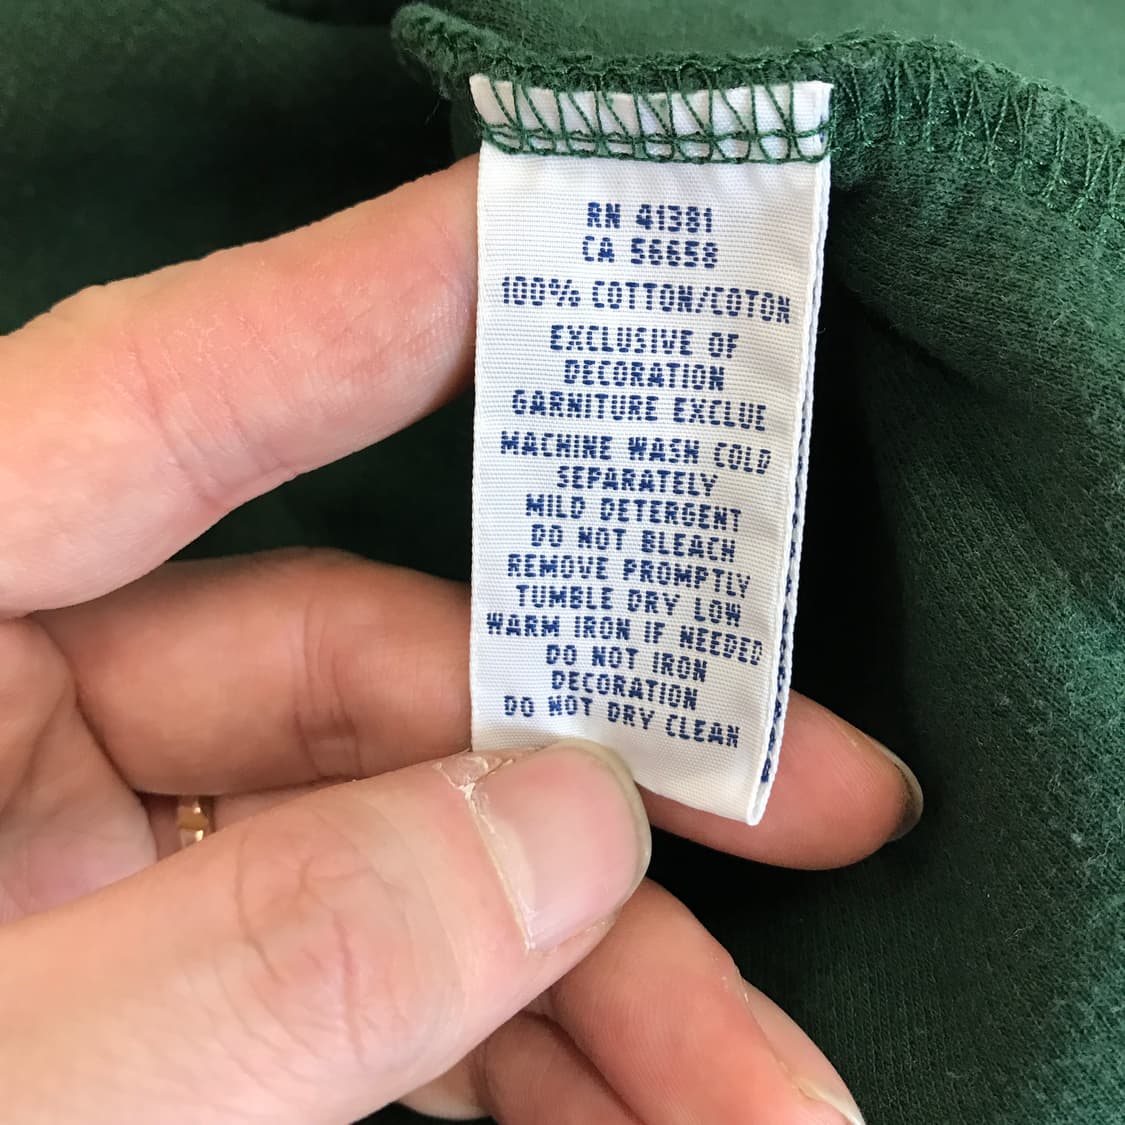 RN 41381
CA 56658
100% COTTON/COTON
EXCLUSIVE OF
DECORATION
GARNITURE EXCLUE
MACHINE WASH COLD
SEPARATELY
MILD DETERGENT
DO NOT BLEACH
REMOVE PROMPTLY
TUMBLE DRY LOW
WARM IRON IF NEEDED
DO NOT IRON
DECORATION
DO NOT DRY CLEAN